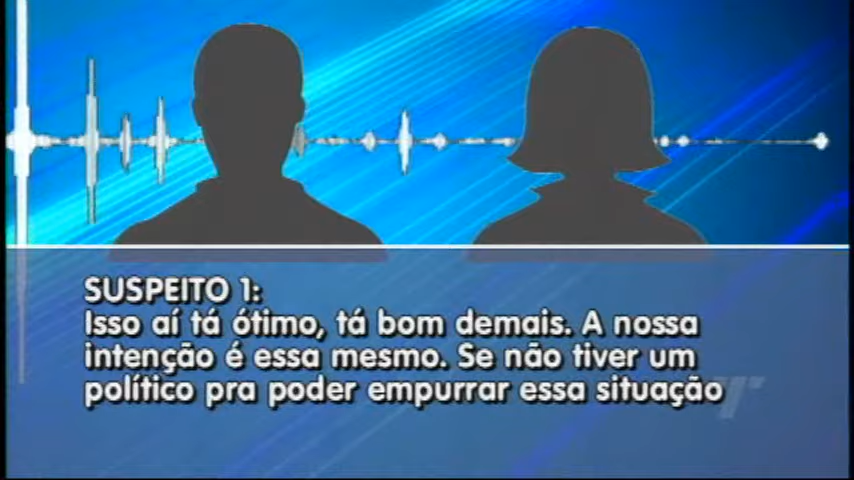 SUSPEITO 1:
Isso aí tá ótimo, tá bom demais. A nossa
intenção é essa mesmo. Se não tiver um
político pra poder empurrar essa situação